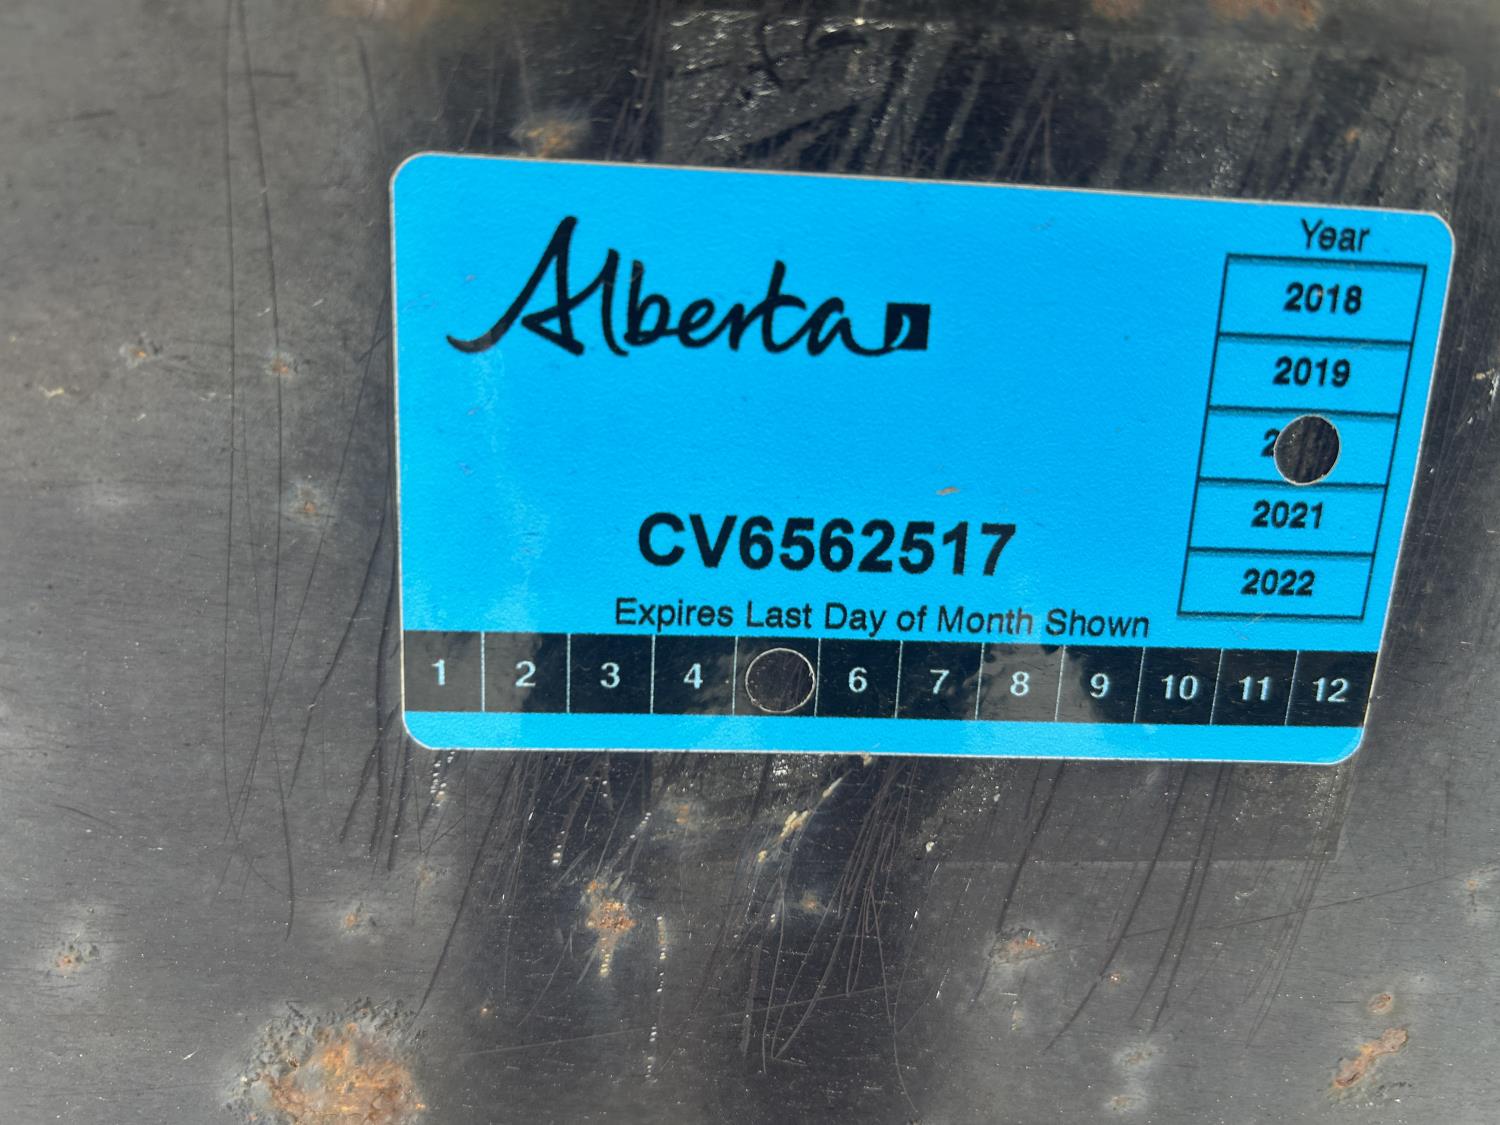 Alberta
Year
2018
2019
2
2021
2022
CV6562517
Expires Last Day of Month Shown
1 2 3 4 6 7 8 9 10 11 12